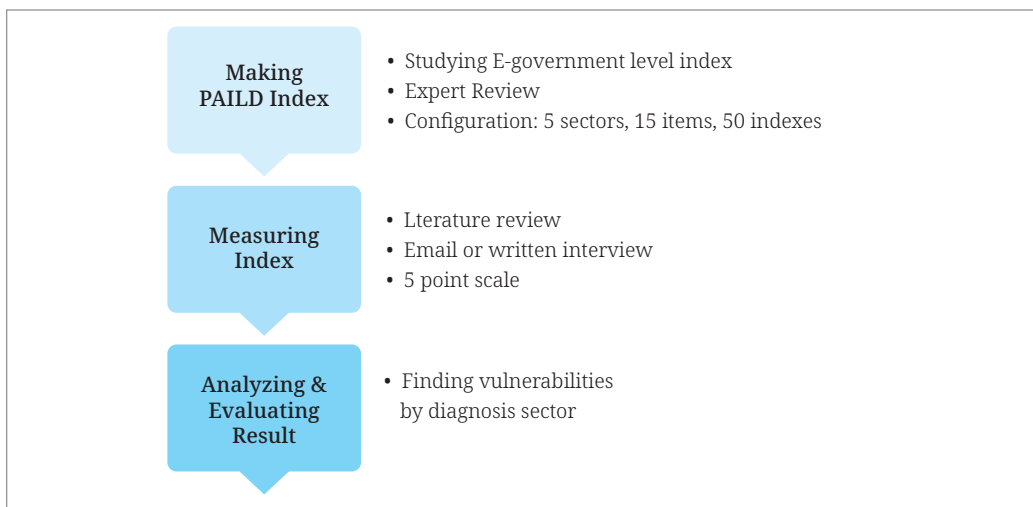 Making
PAILD Index
• Studying E-government level index
• Expert Review
• Configuration: 5 sectors, 15 items, 50 indexes
Measuring
Index
• Lterature review
• Email or written interview
• 5 point scale
Analyzing &
Evaluating
Result
• Finding vulnerabilities
by diagnosis sector